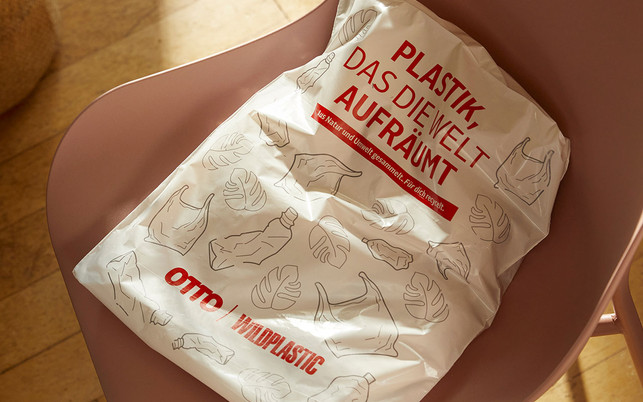 PLASTIK,
DAS DIE WELT
AUFRÄUMT
Aus Natur und Umwelt gesammelt. Für dich recycelt.
OTTO | WILDPLASTIC